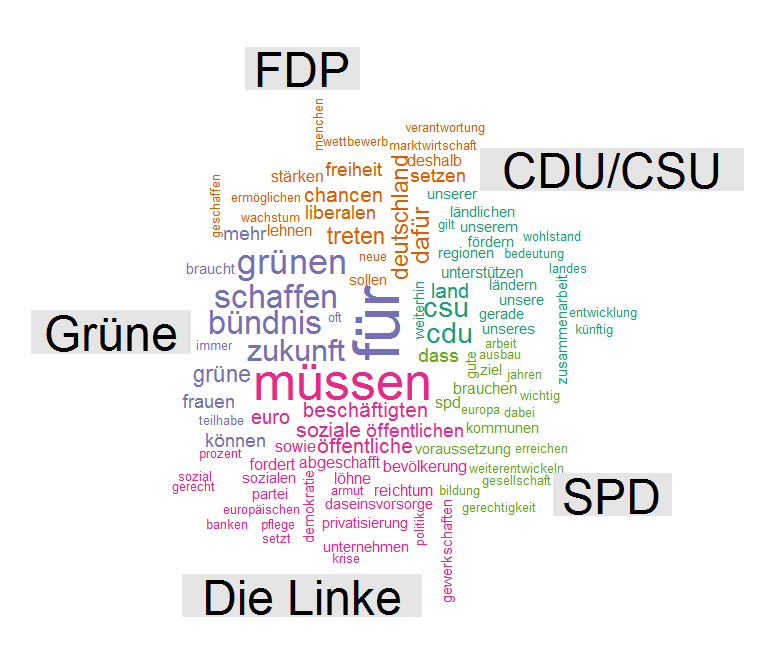 FDP
menchen
verantwortung
wettbewerb
marktwirtschaft
deshalb
CDU/CSU
stärken
freiheit
setzen
geschaffen
ermöglichen
chancen
deutschland
unserer
wachstum
liberalen
dafür
ländlichen
mehr
lehnen
treten
gilt
unserem
wohlstand
fördern
braucht
grünen
neue
regionen
bedeutung
sollen
unterstützen
landes
schaffen
für
weiterhin
land
ländern
zusammenarbeit
csu
unsere
Grüne
bündnis
oft
gerade
entwicklung
künftig
cdu
unseres
immer
zukunft
arbeit
dass
gute
ausbau
grüne
müssen
ziel
jahren
brauchen
wichtig
frauen
beschäftigten
spd
europa
dabei
teilhabe
euro
soziale
öffentlichen
kommunen
können
sowie
öffentliche
voraussetzung
erreichen
prozent
fordert
abgeschafft
bevölkerung
weiterentwickeln
sozial
gerecht
sozialen
demokratie
löhne
gesellschaft
SPD
partei
armut
reichtum
bildung
europäischen
daseinsvorsorge
politik
gewerkschaften
gerechtigkeit
banken
pflege
privatisierung
setzt
unternehmen
krise
Die Linke